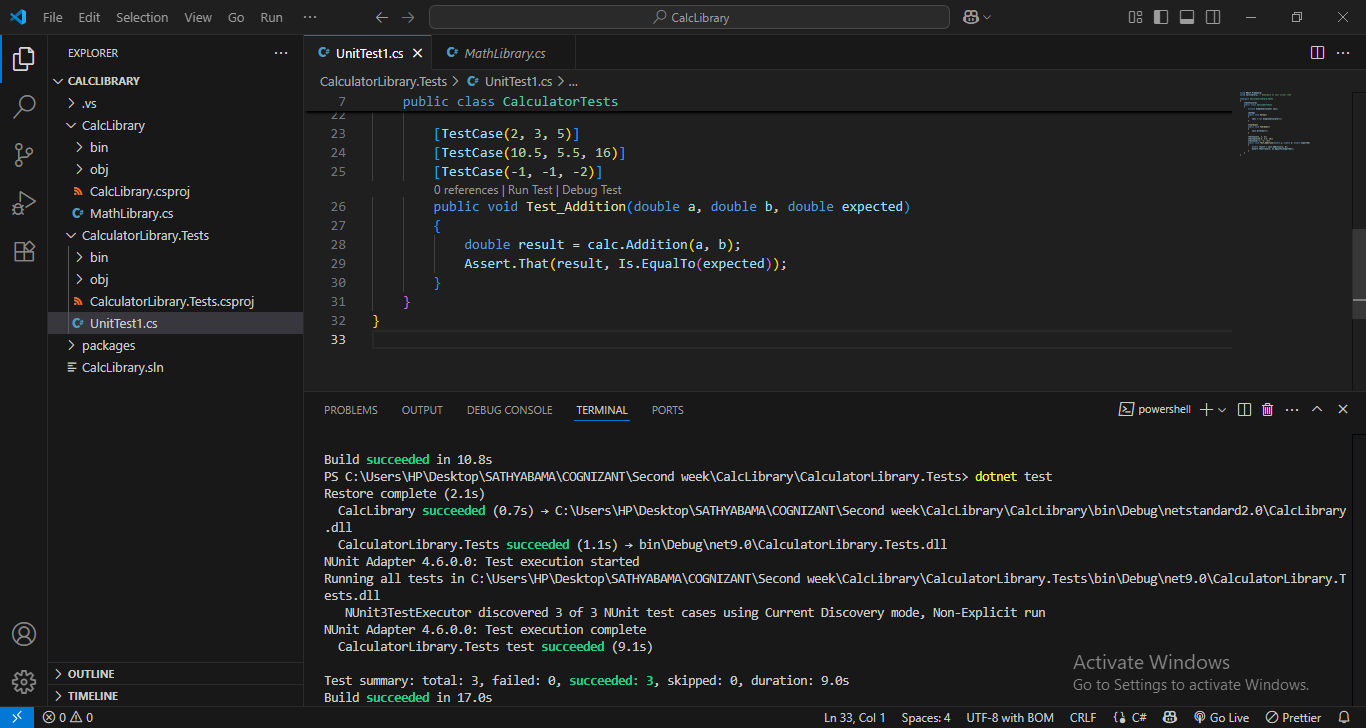 File Edit Selection View Go Run ···
CalcLibrary
EXPLORER
CALCLIBRARY
.vs
CalcLibrary
bin
obj
CalcLibrary.csproj
MathLibrary.cs
CalculatorLibrary.Tests
bin
obj
CalculatorLibrary.Tests.csproj
UnitTest1.cs
packages
CalcLibrary.sln
OUTLINE
TIMELINE
UnitTest1.cs MathLibrary.cs
CalculatorLibrary.Tests > UnitTest1.cs > ...
7 public class CalculatorTests
22
23 [TestCase(2, 3, 5)]
24 [TestCase(10.5, 5.5, 16)]
25 [TestCase(-1, -1, -2)]
0 references | Run Test | Debug Test
26 public void Test_Addition(double a, double b, double expected)
27 {
28 double result = calc.Addition(a, b);
29 Assert.That(result, Is.EqualTo(expected));
30 }
31 }
32 }
33
PROBLEMS OUTPUT DEBUG CONSOLE TERMINAL PORTS
powershell
Build succeeded in 10.8s
PS C:\Users\HP\Desktop\SATHYABAMA\COGNIZANT\Second week\CalcLibrary\CalculatorLibrary.Tests> dotnet test
Restore complete (2.1s)
CalcLibrary succeeded (0.7s) → C:\Users\HP\Desktop\SATHYABAMA\COGNIZANT\Second week\CalcLibrary\CalcLibrary\bin\Debug\netstandard2.0\CalcLibrary
.dll
CalculatorLibrary.Tests succeeded (1.1s) → bin\Debug\net9.0\CalculatorLibrary.Tests.dll
NUnit Adapter 4.6.0.0: Test execution started
Running all tests in C:\Users\HP\Desktop\SATHYABAMA\COGNIZANT\Second week\CalcLibrary\CalculatorLibrary.Tests\bin\Debug\net9.0\CalculatorLibrary.T
ests.dll
NUnit3TestExecutor discovered 3 of 3 NUnit test cases using Current Discovery mode, Non-Explicit run
NUnit Adapter 4.6.0.0: Test execution complete
CalculatorLibrary.Tests test succeeded (9.1s)
Test summary: total: 3, failed: 0, succeeded: 3, skipped: 0, duration: 9.0s
Build succeeded in 17.0s
Activate Windows
Go to Settings to activate Windows.
0 0 Ln 33, Col 1 Spaces: 4 UTF-8 with BOM CRLF {} C# Go Live Prettier